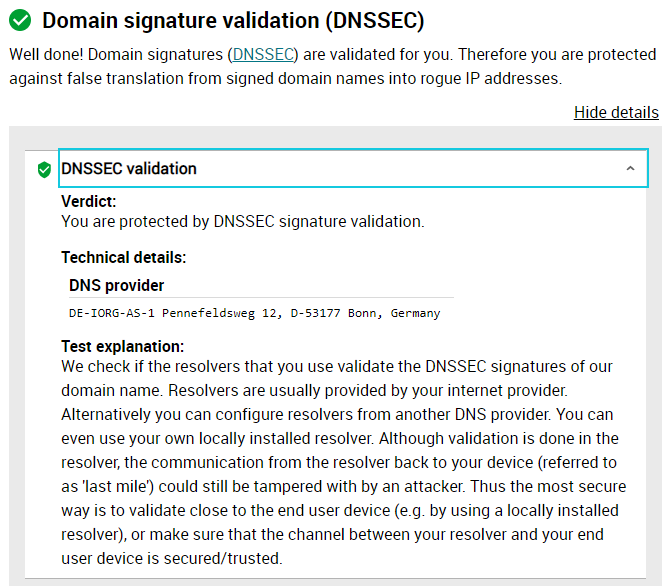 Domain signature validation (DNSSEC)
Well done! Domain signatures (DNSSEC) are validated for you. Therefore you are protected
against false translation from signed domain names into rogue IP addresses.
Hide details
DNSSEC validation
Verdict:
You are protected by DNSSEC signature validation.
Technical details:
DNS provider
DE-IORG-AS-1 Pennefeldsweg 12, D-53177 Bonn, Germany
Test explanation:
We check if the resolvers that you use validate the DNSSEC signatures of our
domain name. Resolvers are usually provided by your internet provider.
Alternatively you can configure resolvers from another DNS provider. You can
even use your own locally installed resolver. Although validation is done in the
resolver, the communication from the resolver back to your device (referred to
as 'last mile') could still be tampered with by an attacker. Thus the most secure
way is to validate close to the end user device (e.g. by using a locally installed
resolver), or make sure that the channel between your resolver and your end
user device is secured/trusted.